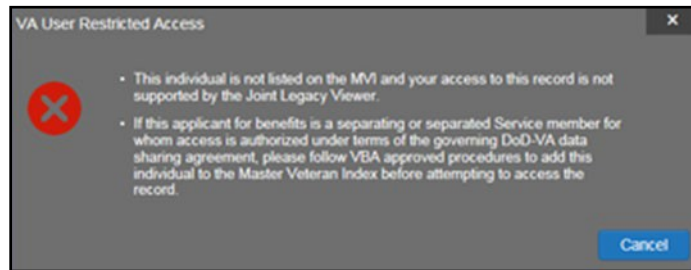 VA User Restricted Access
• This individual is not listed on the MVI and your access to this record is not
supported by the Joint Legacy Viewer.
• If this applicant for benefits is a separating or separated Service member for
whom access is authorized under terms of the governing DoD-VA data
sharing agreement, please follow VBA approved procedures to add this
individual to the Master Veteran Index before attempting to access the
record.
Cancel